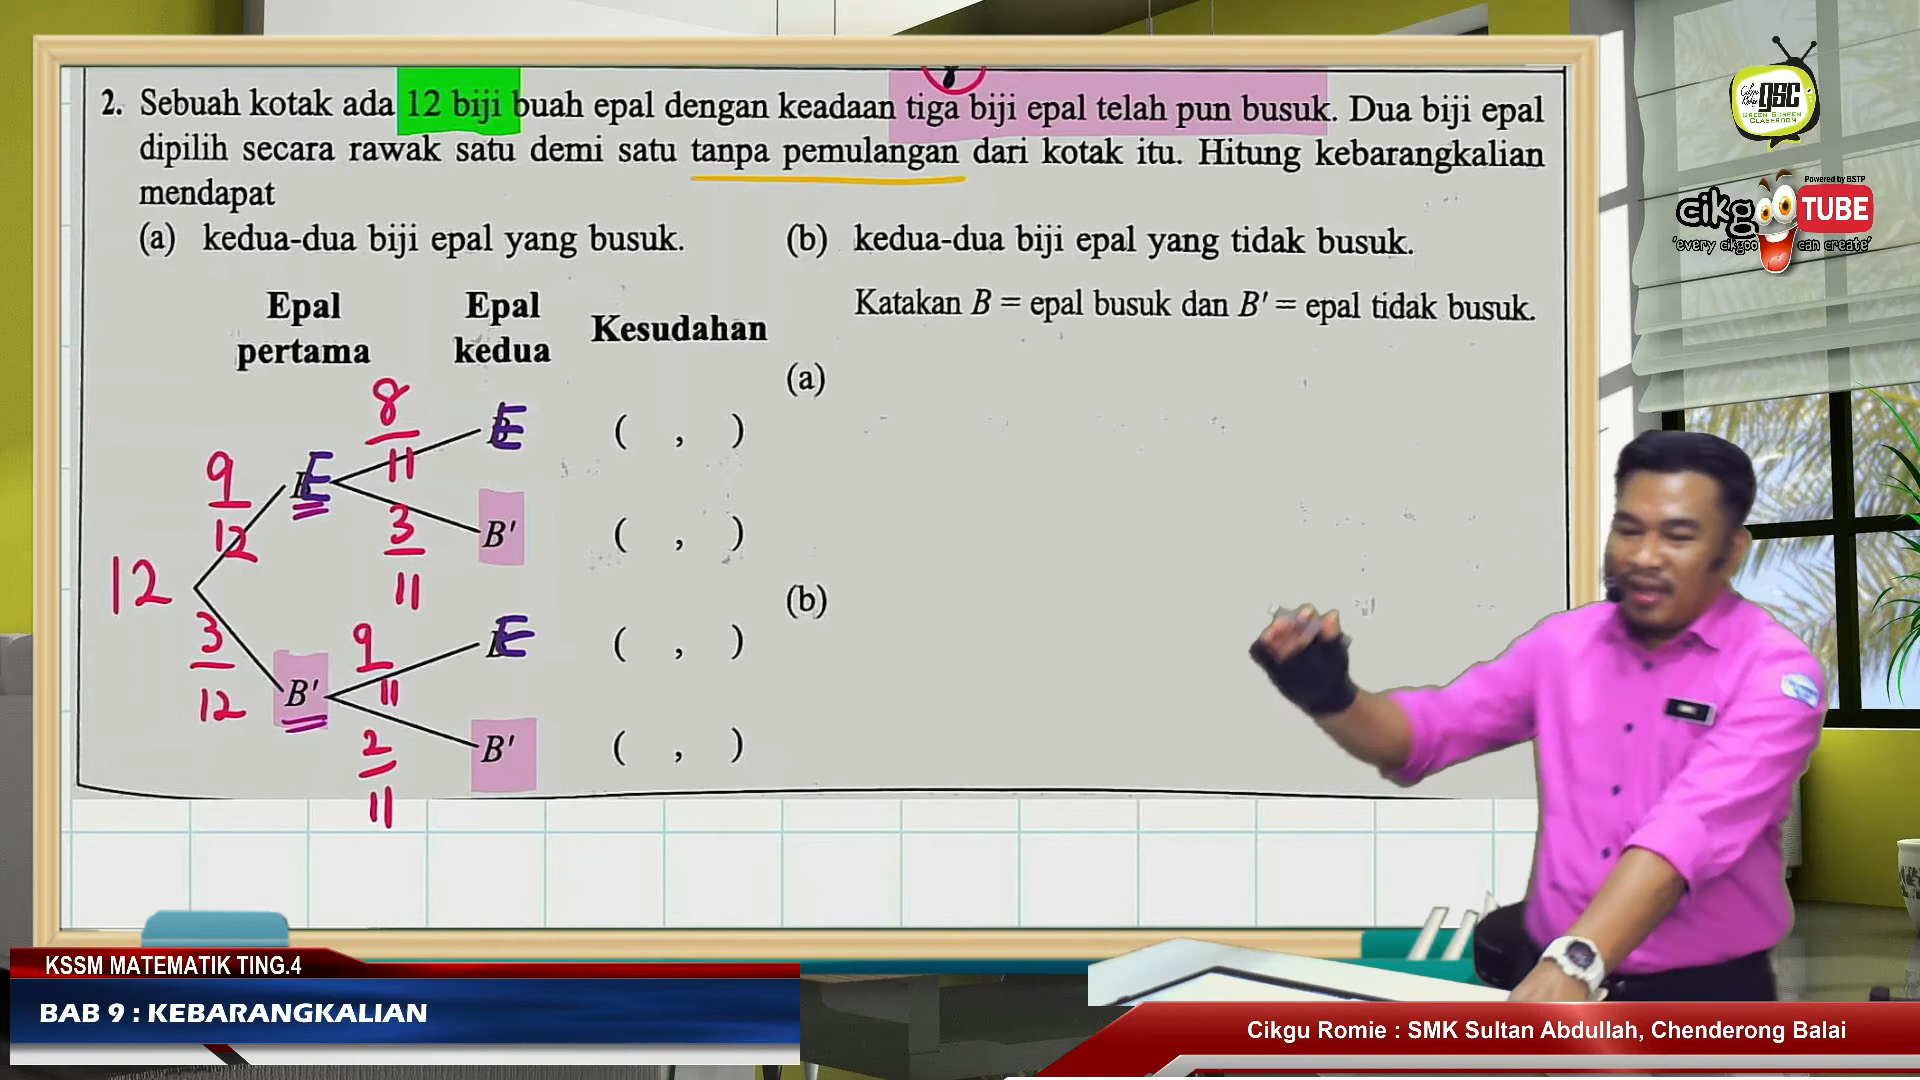 2. Sebuah kotak ada 12 biji buah epal dengan keadaan tiga biji epal telah pun busuk. Dua biji epal
dipilih secara rawak satu demi satu tanpa pemulangan dari kotak itu. Hitung kebarangkalian
mendapat
(a) kedua-dua biji epal yang busuk.
(b) kedua-dua biji epal yang tidak busuk.
Katakan B = epal busuk dan B' = epal tidak busuk.
Epal pertama
Epal kedua
Kesudahan
(a)
8/11
E
( , )
9/12
E
3/11
B'
( , )
12
(b)
3/12
B'
9/11
E
( , )
2/11
B'
( , )
Cikgu Romie GSC
GREEN SCREEN CLASSROOM
Powered by BSTP
cikgoo TUBE
'every cikgoo can create'
KSSM MATEMATIK TING.4
BAB 9 : KEBARANGKALIAN
Cikgu Romie : SMK Sultan Abdullah, Chenderong Balai